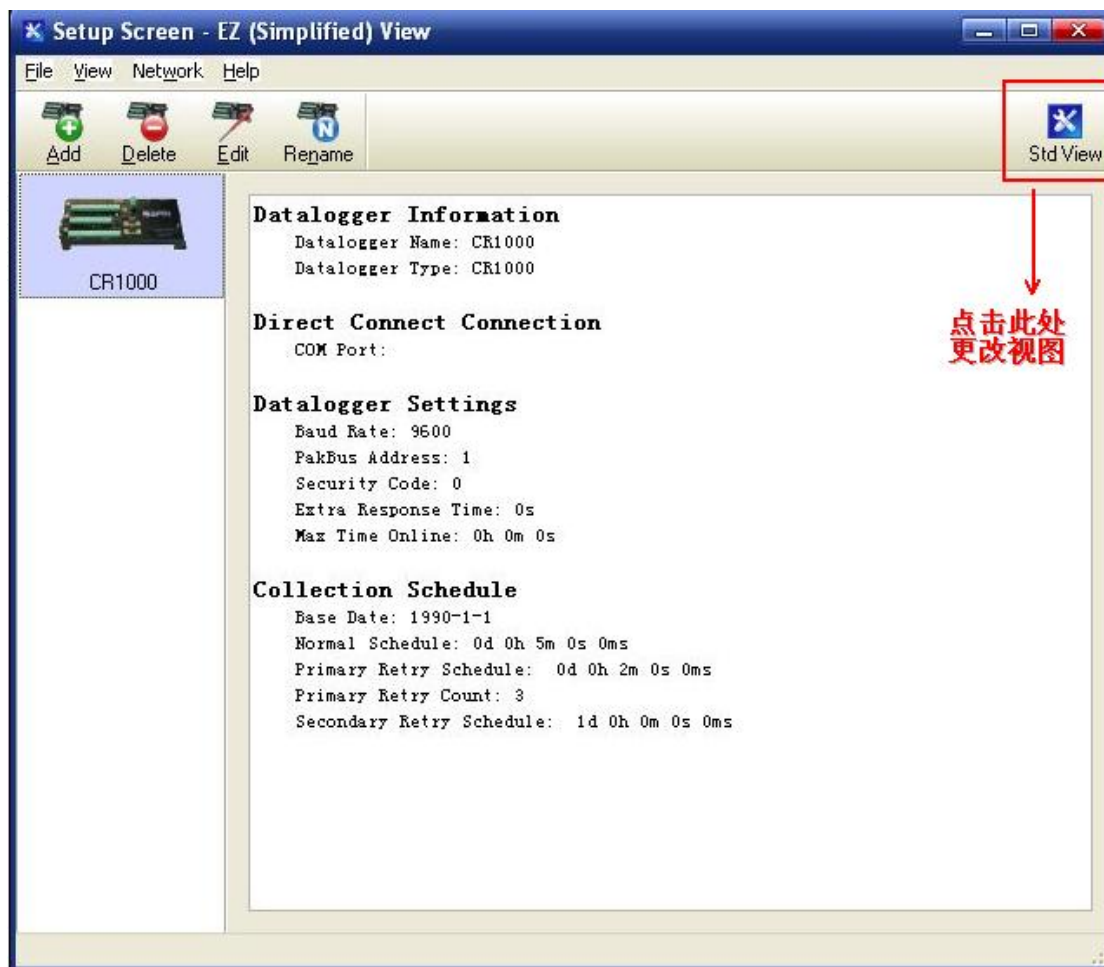 Setup Screen - EZ (Simplified) View
File View Network Help
Add Delete Edit Rename
Std View
CR1000
Datalogger Information
Datalogger Name: CR1000
Datalogger Type: CR1000
Direct Connect Connection
COM Port:
Datalogger Settings
Baud Rate: 9600
PakBus Address: 1
Security Code: 0
Extra Response Time: 0s
Max Time Online: 0h 0m 0s
Collection Schedule
Base Date: 1990-1-1
Normal Schedule: 0d 0h 5m 0s 0ms
Primary Retry Schedule: 0d 0h 2m 0s 0ms
Primary Retry Count: 3
Secondary Retry Schedule: 1d 0h 0m 0s 0ms
点击此处
更改视图